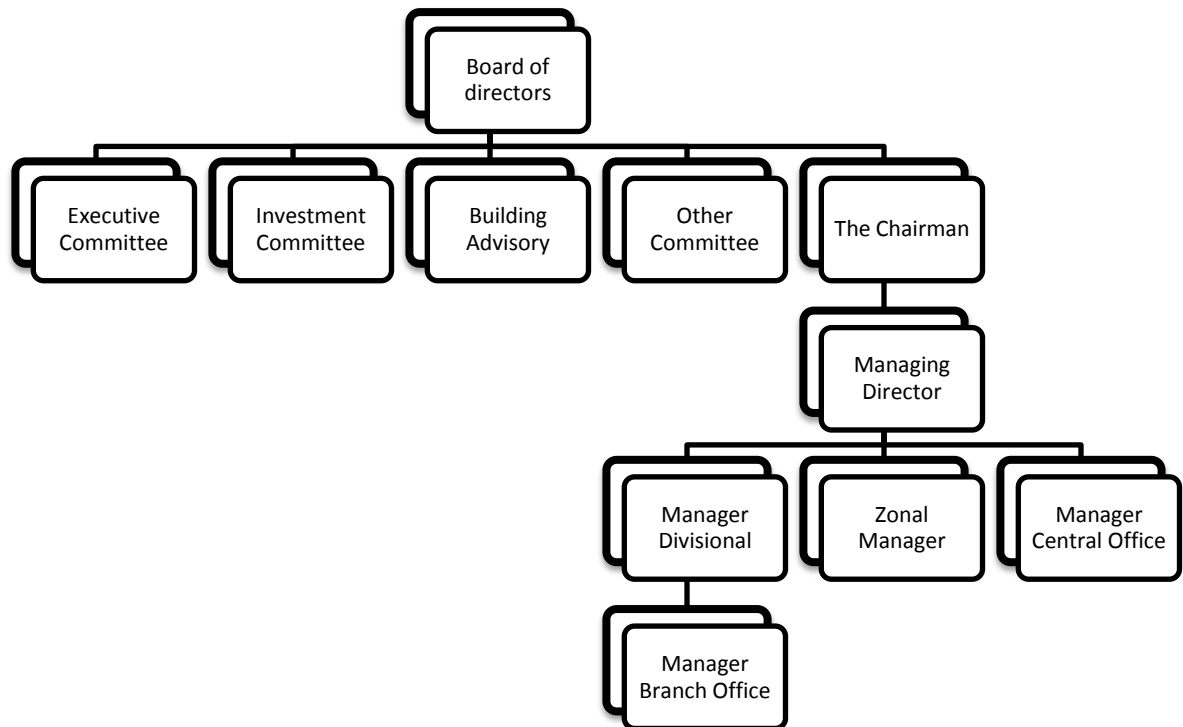 Board of
directors
Executive
Committee
Investment
Committee
Building
Advisory
Other
Committee
The Chairman
Managing
Director
Manager
Divisional
Zonal
Manager
Manager
Central Office
Manager
Branch Office